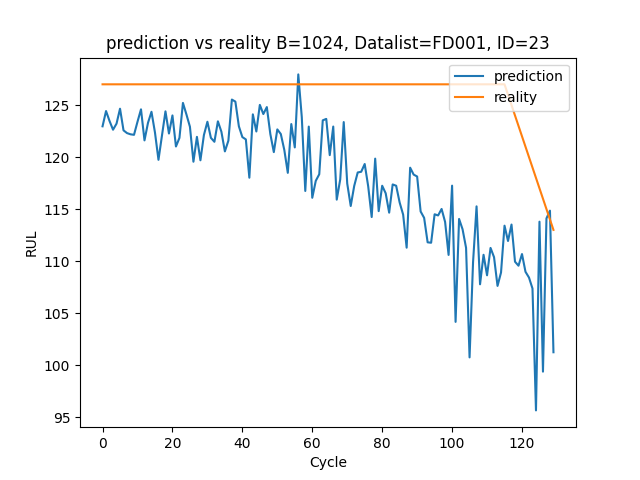 prediction vs reality B=1024, Datalist=FD001, ID=23
prediction
reality
125
120
115
110
105
100
95
RUL
0 20 40 60 80 100 120
Cycle